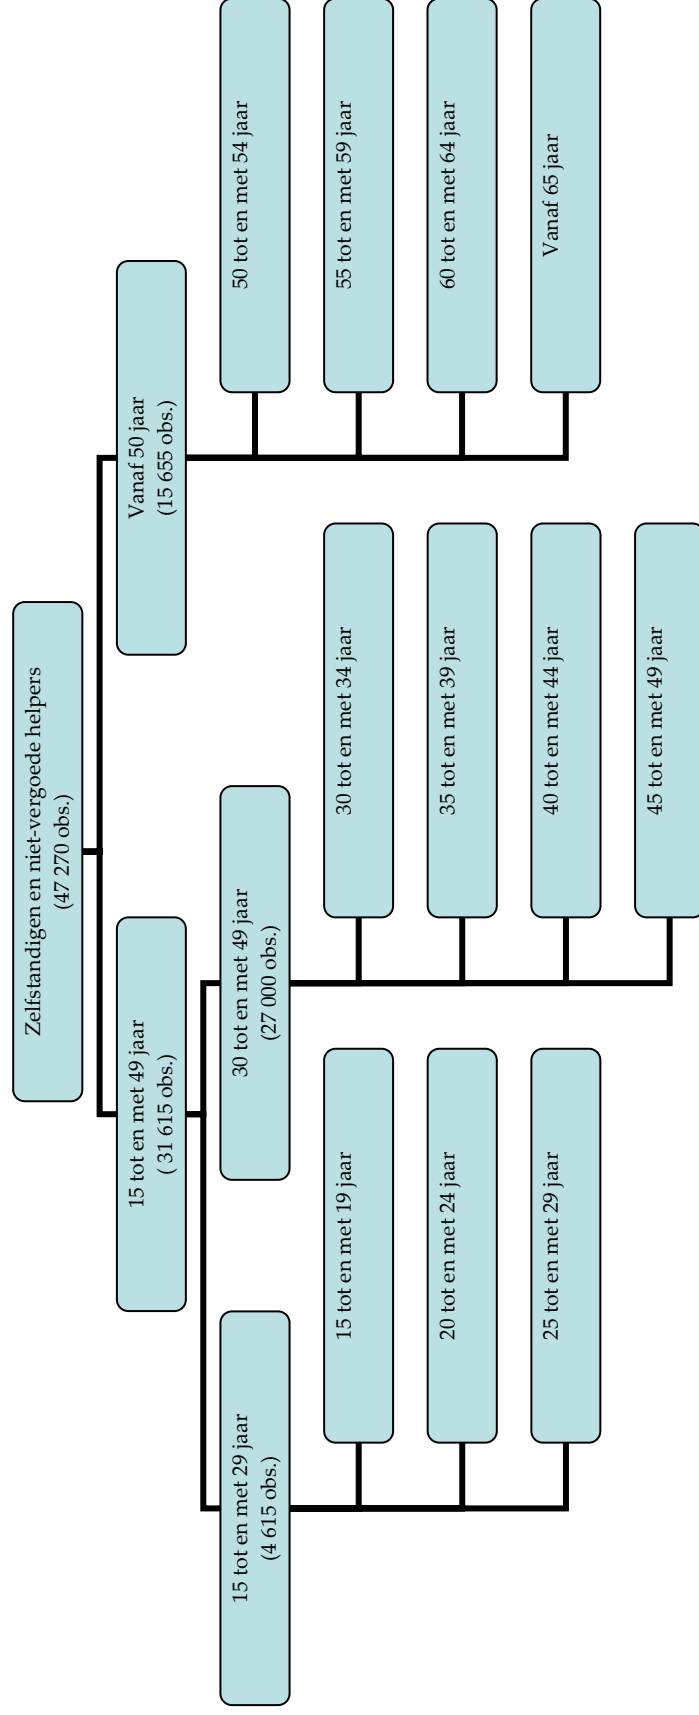 Zelfstandigen en niet-vergoede helpers
(47 270 obs.)
15 tot en met 49 jaar
( 31 615 obs.)
Vanaf 50 jaar
(15 655 obs.)
15 tot en met 29 jaar
(4 615 obs.)
30 tot en met 49 jaar
(27 000 obs.)
50 tot en met 54 jaar
15 tot en met 19 jaar
30 tot en met 34 jaar
55 tot en met 59 jaar
20 tot en met 24 jaar
35 tot en met 39 jaar
60 tot en met 64 jaar
25 tot en met 29 jaar
40 tot en met 44 jaar
Vanaf 65 jaar
45 tot en met 49 jaar